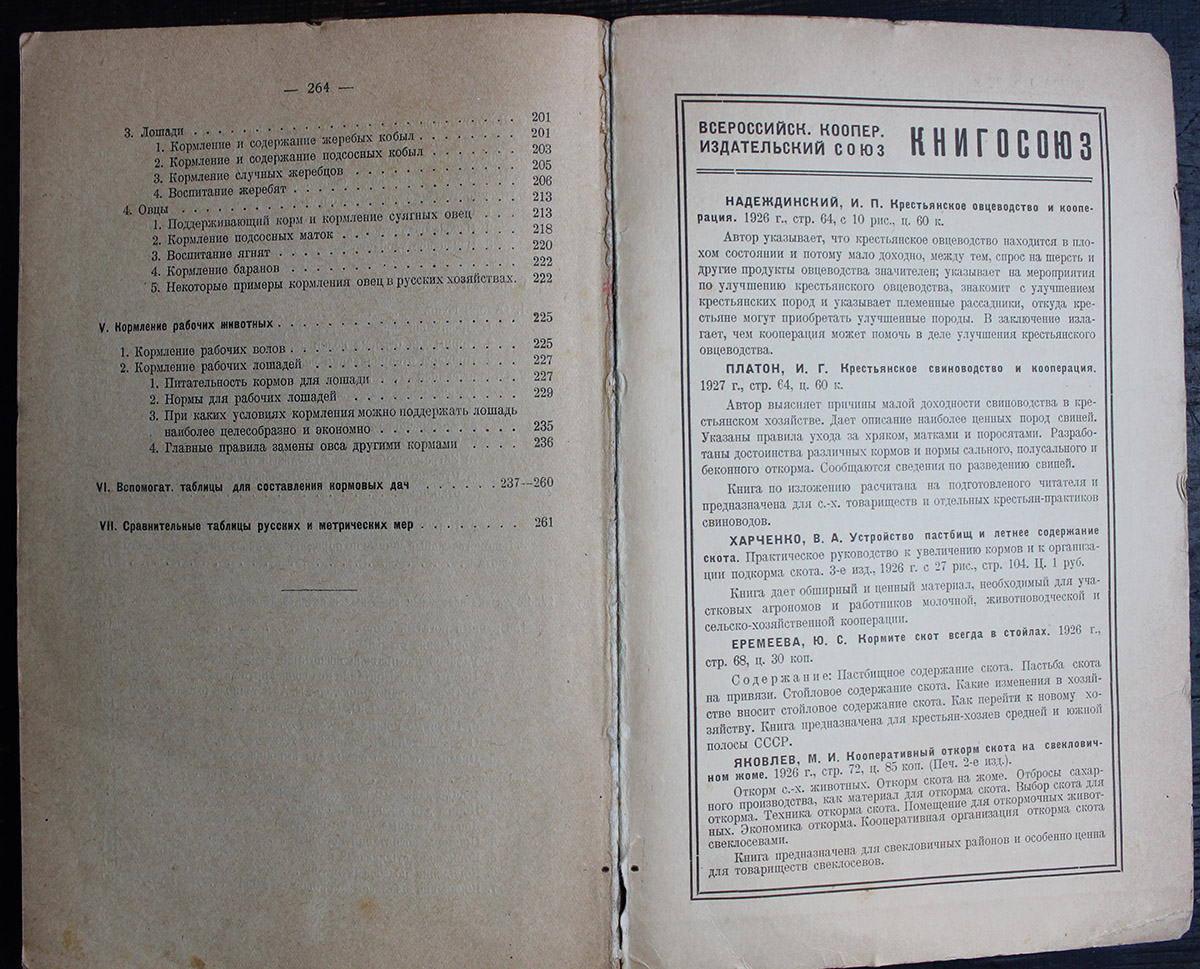 — 264 —
3. Лошади . . . . . . . . . . . . . . . . . . . . 201
1. Кормление и содержание жеребых кобыл . . . . . . . 201
2. Кормление и содержание подсосных кобыл . . . . . . 203
3. Кормление случных жеребцов . . . . . . . . . . 205
4. Воспитание жеребят . . . . . . . . . . . . . 206
4. Овцы . . . . . . . . . . . . . . . . . . . . 213
1. Поддерживающий корм и кормление суягных овец . . . 213
2. Кормление подсосных маток . . . . . . . . . . 218
3. Воспитание ягнят . . . . . . . . . . . . . . 220
4. Кормление баранов . . . . . . . . . . . . . 222
5. Некоторые примеры кормления овец в русских хозяйствах. 222
V. Кормление рабочих животных . . . . . . . . . . . . . . 225
1. Кормление рабочих волов . . . . . . . . . . . . . 225
2. Кормление рабочих лошадей . . . . . . . . . . . . 227
1. Питательность кормов для лошади . . . . . . . . . 227
2. Нормы для рабочих лошадей . . . . . . . . . . 229
3. При каких условиях кормления можно поддержать лошадь
наиболее целесобразно и экономно . . . . . . . . . 235
4. Главные правила замены овса другими кормами . . . . 236
VI. Вспомогат. таблицы для составления кормовых дач . . . . . . 237—260
VII. Сравнительные таблицы русских и метрических мер . . . . . . . . 261
ВСЕРОССИЙСК. КООПЕР.
ИЗДАТЕЛЬСКИЙ СОЮЗ
КНИГОСОЮЗ
НАДЕЖДИНСКИЙ, И. П. Крестьянское овцеводство и коопе-
рация. 1926 г., стр. 64, с 10 рис., ц. 60 к.
Автор указывает, что крестьянское овцеводство находится в пло-
хом состоянии и потому мало доходно, между тем, спрос на шерсть и
другие продукты овцеводства значителен; указывает на мероприятия
по улучшению крестьянского овцеводства, знакомит с улучшением
крестьянских пород и указывает племенные рассадники, откуда кре-
стьяне могут приобретать улучшенные породы. В заключение изла-
гает, чем кооперация может помочь в деле улучшения крестьянского
овцеводства.
ПЛАТОН, И. Г. Крестьянское свиноводство и кооперация.
1927 г., стр. 64, ц. 60 к.
Автор выясняет причины малой доходности свиноводства в кре-
стьянском хозяйстве. Дает описание наиболее ценных пород свиней.
Указаны правила ухода за хряком, матками и поросятами. Разрабо-
таны достоинства различных кормов и нормы сального, полусального и
беконного откорма. Сообщаются сведения по разведению свиней.
Книга по изложению расчитана на подготовленого читателя и
предназначена для с.-х. товариществ и отдельных крестьян-практиков
свиноводов.
ХАРЧЕНКО, В. А. Устройство пастбищ и летнее содержание
скота. Практическое руководство к увеличению кормов и к организа-
ции подкорма скота. 3-е изд., 1926 г. с 27 рис., стр. 104. Ц. 1 руб.
Книга дает обширный и ценный материал, необходимый для уча-
стковых агрономов и работников молочной, животноводческой и
сельско-хозяйственной кооперации.
ЕРЕМЕЕВА, Ю. С. Кормите скот всегда в стойлах. 1926 г.,
стр. 68, ц. 30 коп.
Содержание: Пастбищное содержание скота. Пастьба скота
на привязи. Стойловое содержание скота. Какие изменения в хозяй-
стве вносит стойловое содержание скота. Как перейти к новому хо-
зяйству. Книга предназначена для крестьян-хозяев средней и южной
полосы СССР.
ЯКОВЛЕВ, М. И. Кооперативный откорм скота на свеклович-
ном жоме. 1926 г., стр. 72, ц. 85 коп. (Печ. 2-е изд.).
Откорм с.-х. животных. Откорм скота на жоме. Отбросы сахар-
ного производства, как материал для откорма скота. Выбор скота для
откорма. Техника откорма скота. Помещение для откормочных живот-
ных. Экономика откорма. Кооперативная организация откорма скота
свеклосевами.
Книга предназначена для свекловичных районов и особенно ценна
для товариществ свеклосевов.